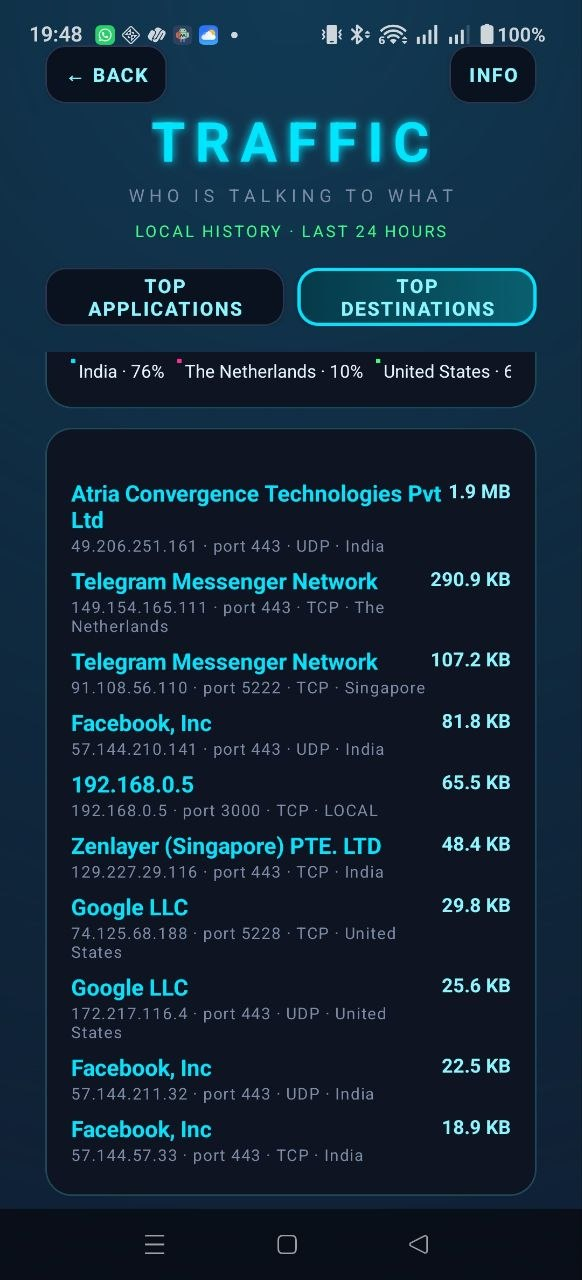 19:48
6
100%
← BACK
INFO
TRAFFIC
WHO IS TALKING TO WHAT
LOCAL HISTORY · LAST 24 HOURS
TOP
APPLICATIONS
TOP
DESTINATIONS
India · 76% The Netherlands · 10% United States · 6
Atria Convergence Technologies Pvt 1.9 MB
Ltd
49.206.251.161 · port 443 · UDP · India
Telegram Messenger Network 290.9 KB
149.154.165.111 · port 443 · TCP · The
Netherlands
Telegram Messenger Network 107.2 KB
91.108.56.110 · port 5222 · TCP · Singapore
Facebook, Inc 81.8 KB
57.144.210.141 · port 443 · UDP · India
192.168.0.5 65.5 KB
192.168.0.5 · port 3000 · TCP · LOCAL
Zenlayer (Singapore) PTE. LTD 48.4 KB
129.227.29.116 · port 443 · TCP · India
Google LLC 29.8 KB
74.125.68.188 · port 5228 · TCP · United
States
Google LLC 25.6 KB
172.217.116.4 · port 443 · UDP · United
States
Facebook, Inc 22.5 KB
57.144.211.32 · port 443 · UDP · India
Facebook, Inc 18.9 KB
57.144.57.33 · port 443 · TCP · India